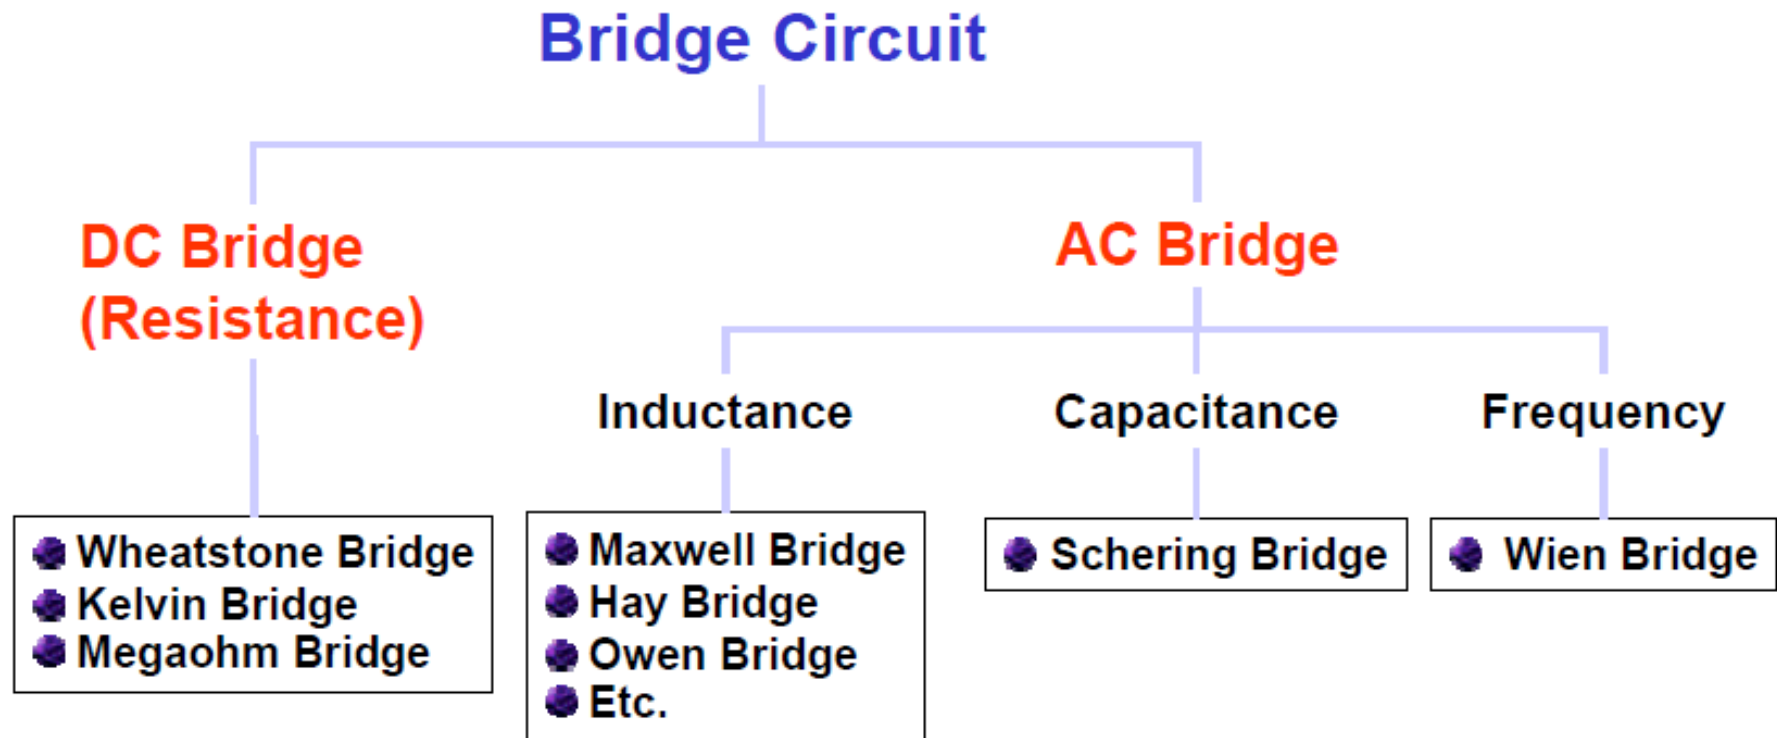 Bridge Circuit
DC Bridge
(Resistance)
AC Bridge
Inductance
Capacitance
Frequency
Wheatstone Bridge
Kelvin Bridge
Megaohm Bridge
Maxwell Bridge
Hay Bridge
Owen Bridge
Etc.
Schering Bridge
Wien Bridge